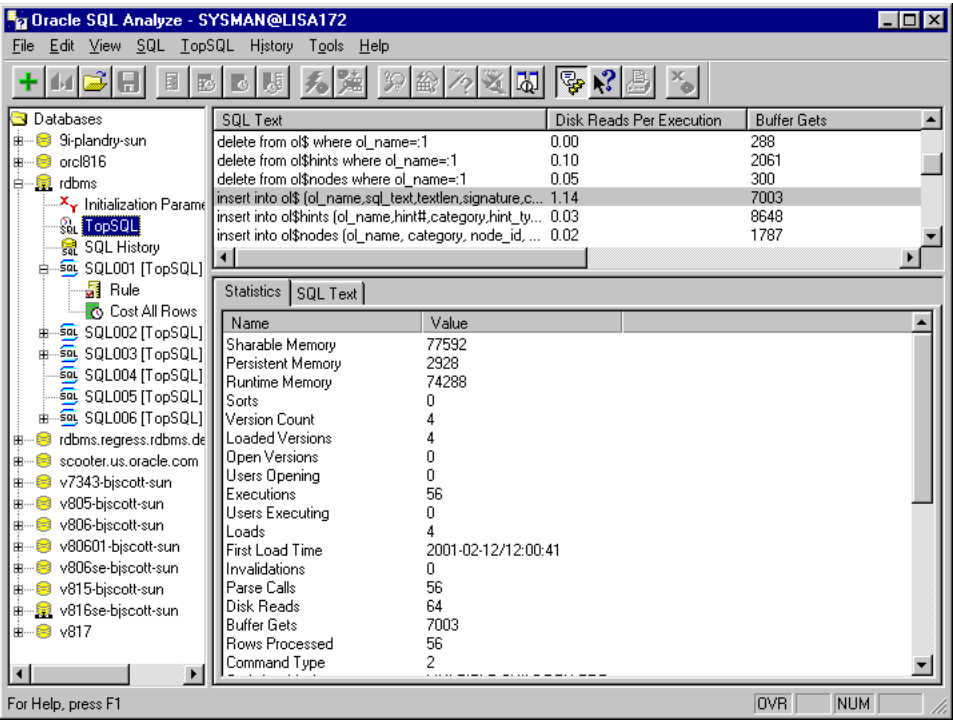 Oracle SQL Analyze - SYSMAN@LISA172
File Edit View SQL TopSQL History Tools Help
Databases
9i-plandry-sun
orcl816
rdbms
Initialization Parame
TopSQL
SQL History
SQL001 [TopSQL]
Rule
Cost All Rows
SQL002 [TopSQL]
SQL003 [TopSQL]
SQL004 [TopSQL]
SQL005 [TopSQL]
SQL006 [TopSQL]
rdbms.regress.rdbms.de
scooter.us.oracle.com
v7343-bjscott-sun
v805-bjscott-sun
v806-bjscott-sun
v80601-bjscott-sun
v806se-bjscott-sun
v815-bjscott-sun
v816se-bjscott-sun
v817
SQL Text Disk Reads Per Execution Buffer Gets
delete from ol$ where ol_name=:1 0.00 288
delete from ol$hints where ol_name=:1 0.10 2061
delete from ol$nodes where ol_name=:1 0.05 300
insert into ol$ (ol_name,sql_text,textlen,signature,c... 1.14 7003
insert into ol$hints (ol_name,hint#,category,hint_ty... 0.03 8648
insert into ol$nodes (ol_name, category, node_id, ... 0.02 1787
Statistics SQL Text
Name Value
Sharable Memory 77592
Persistent Memory 2928
Runtime Memory 74288
Sorts 0
Version Count 4
Loaded Versions 4
Open Versions 0
Users Opening 0
Executions 56
Users Executing 0
Loads 4
First Load Time 2001-02-12/12:00:41
Invalidations 0
Parse Calls 56
Disk Reads 64
Buffer Gets 7003
Rows Processed 56
Command Type 2
For Help, press F1
OVR NUM